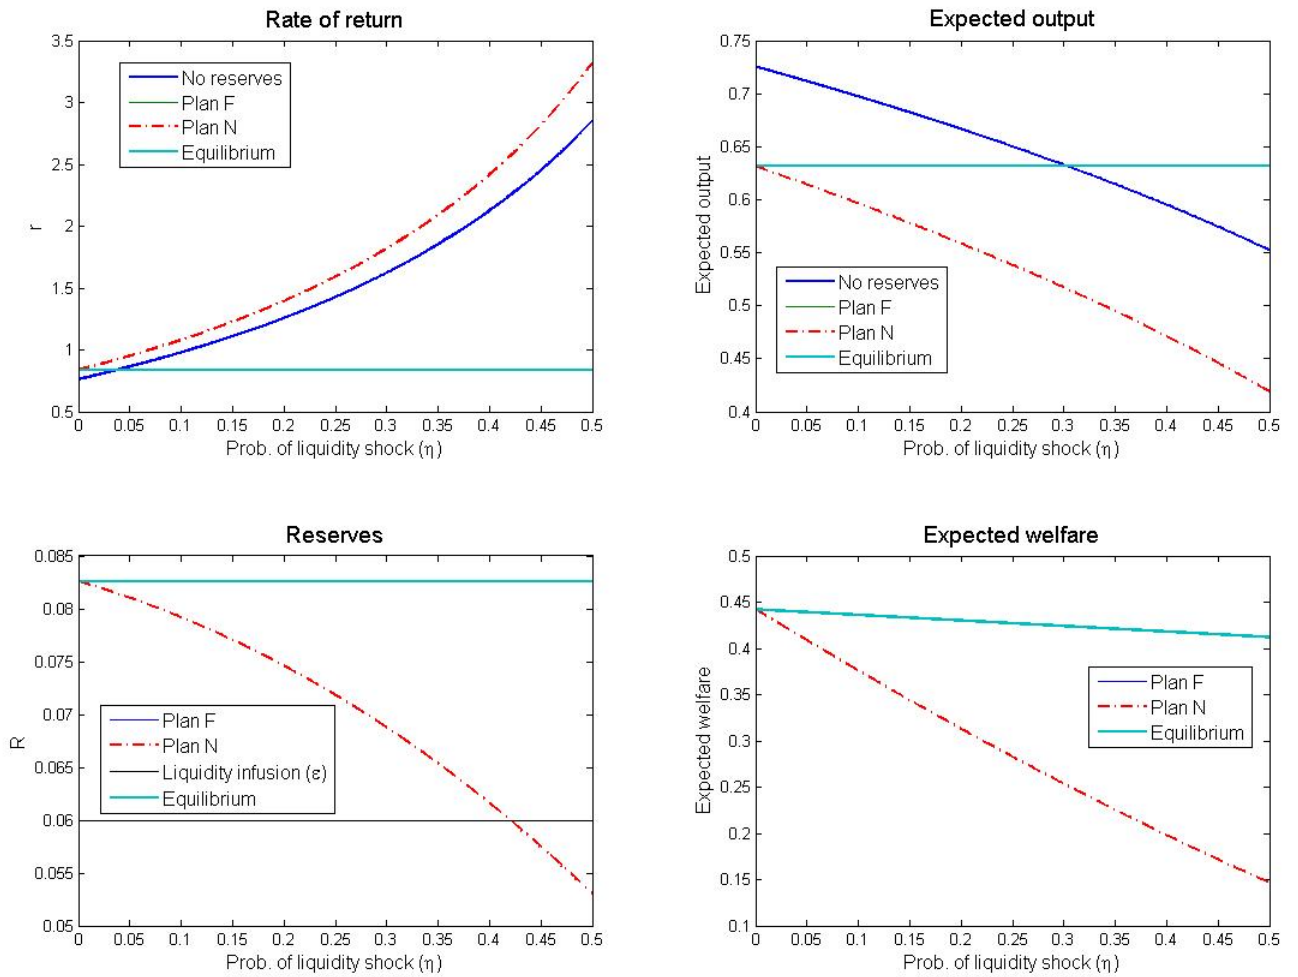 Rate of return
3.5
3
2.5
2
1.5
1
0.5
r
No reserves
Plan F
Plan N
Equilibrium
0 0.05 0.1 0.15 0.2 0.25 0.3 0.35 0.4 0.45 0.5
Prob. of liquidity shock (η)
Expected output
0.75
0.7
0.65
0.6
0.55
0.5
0.45
0.4
Expected output
No reserves
Plan F
Plan N
Equilibrium
0 0.05 0.1 0.15 0.2 0.25 0.3 0.35 0.4 0.45 0.5
Prob. of liquidity shock (η)
Reserves
0.085
0.08
0.075
0.07
0.065
0.06
0.055
0.05
R
Plan F
Plan N
Liquidity infusion (ε)
Equilibrium
0 0.05 0.1 0.15 0.2 0.25 0.3 0.35 0.4 0.45 0.5
Prob. of liquidity shock (η)
Expected welfare
0.5
0.45
0.4
0.35
0.3
0.25
0.2
0.15
0.1
Expected welfare
Plan F
Plan N
Equilibrium
0 0.05 0.1 0.15 0.2 0.25 0.3 0.35 0.4 0.45 0.5
Prob. of liquidity shock (η)